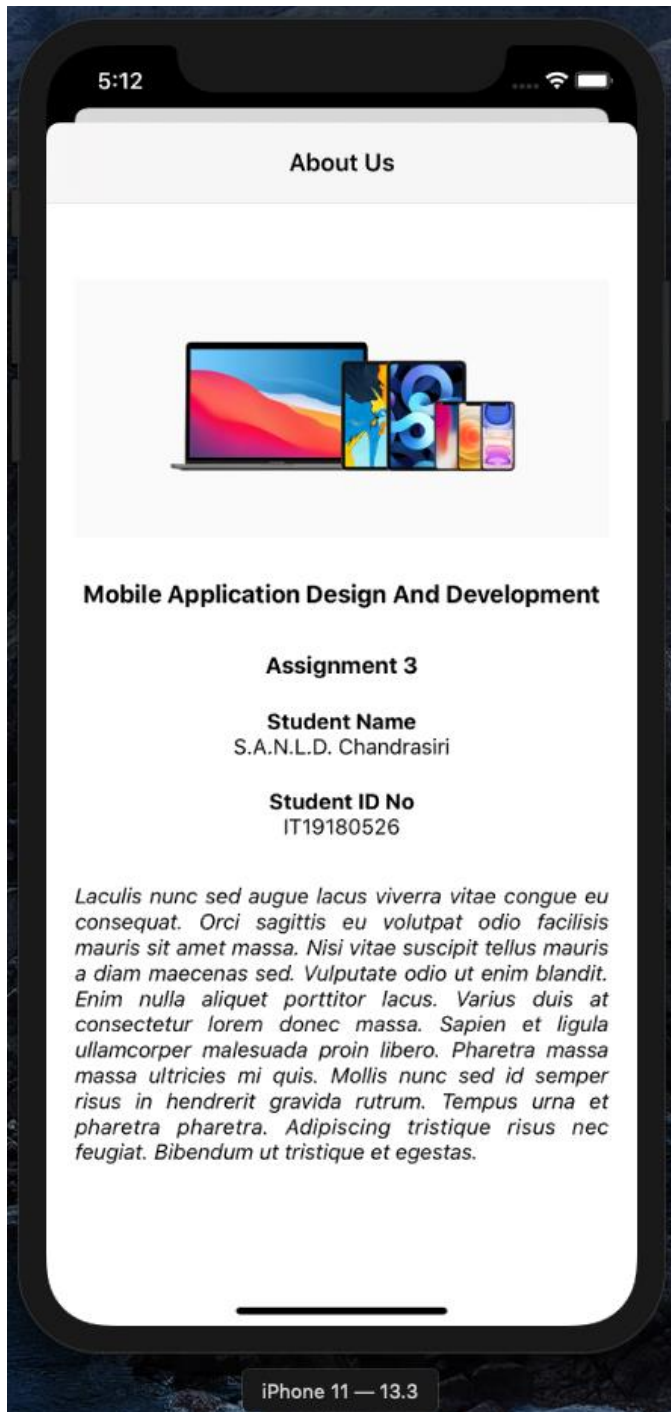 5:12
About Us
Mobile Application Design And Development
Assignment 3
Student Name
S.A.N.L.D. Chandrasiri
Student ID No
IT19180526
Laculis nunc sed augue lacus viverra vitae congue eu
consequat. Orci sagittis eu volutpat odio facilisis
mauris sit amet massa. Nisi vitae suscipit tellus mauris
a diam maecenas sed. Vulputate odio ut enim blandit.
Enim nulla aliquet porttitor lacus. Varius duis at
consectetur lorem donec massa. Sapien et ligula
ullamcorper malesuada proin libero. Pharetra massa
massa ultricies mi quis. Mollis nunc sed id semper
risus in hendrerit gravida rutrum. Tempus urna et
pharetra pharetra. Adipiscing tristique risus nec
feugiat. Bibendum ut tristique et egestas.
iPhone 11 — 13.3